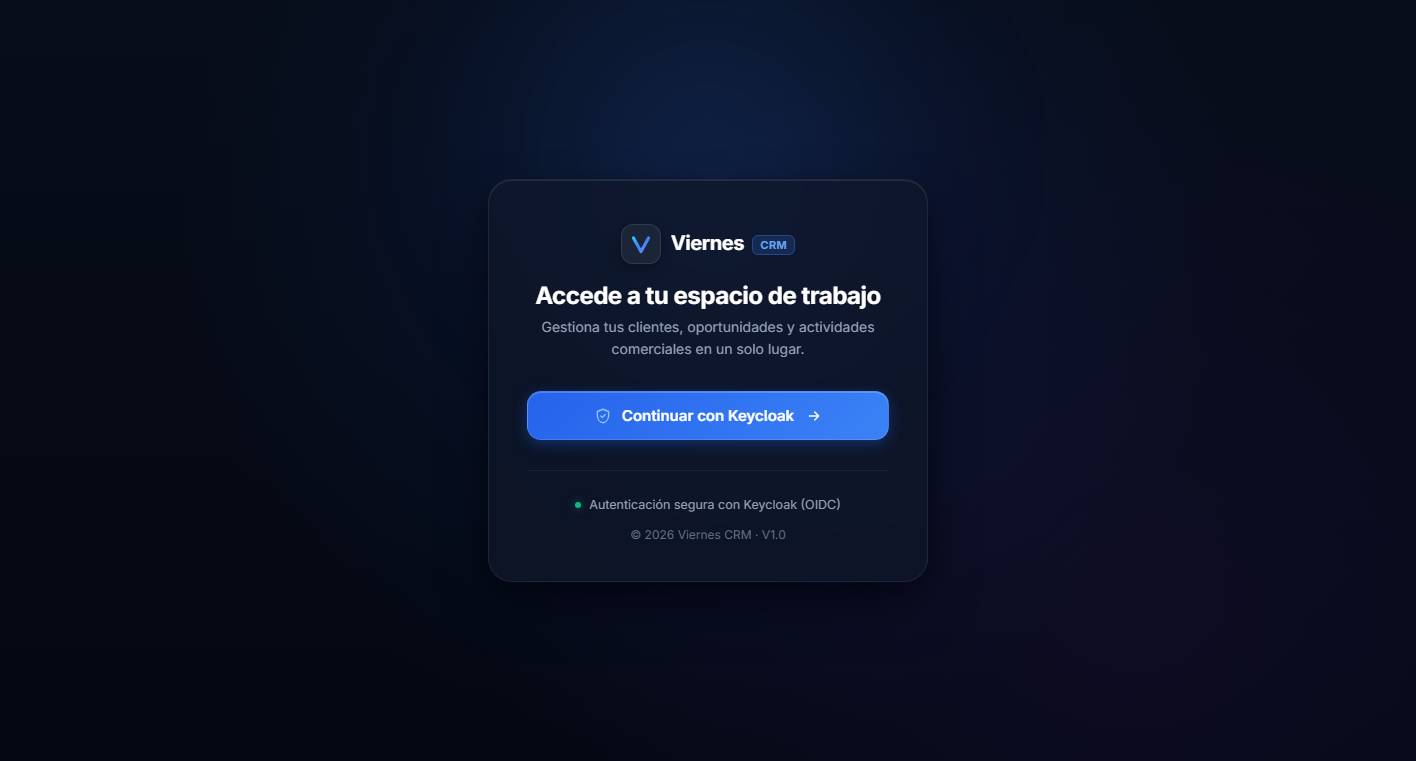 Viernes CRM
Accede a tu espacio de trabajo
Gestiona tus clientes, oportunidades y actividades
comerciales en un solo lugar.
Continuar con Keycloak →
Autenticación segura con Keycloak (OIDC)
© 2026 Viernes CRM · V1.0